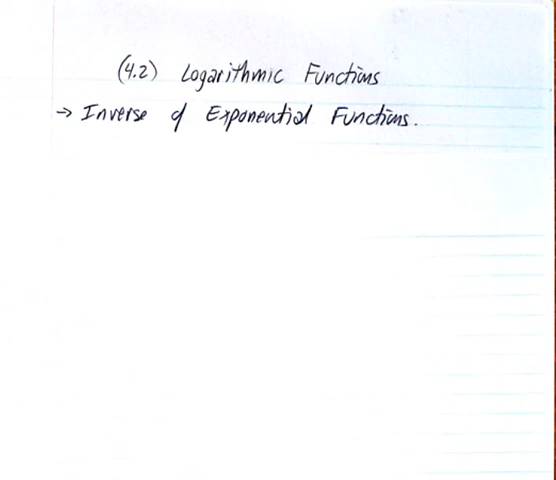 (4.2) Logarithmic Functions
→ Inverse of Exponential Functions.